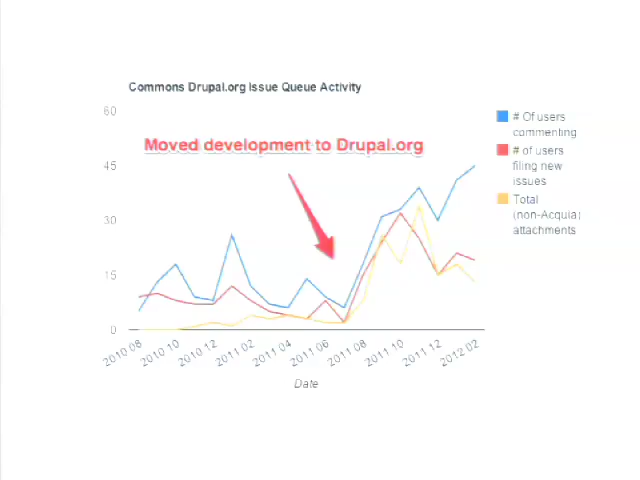 Commons Drupal.org Issue Queue Activity
60
Moved development to Drupal.org
45
30
15
0
2010 08
2010 10
2010 12
2011 02
2011 04
2011 06
2011 08
2011 10
2011 12
2012 02
Date
# Of users
commenting
# of users
filing new
issues
Total
(non-Acquia)
attachments